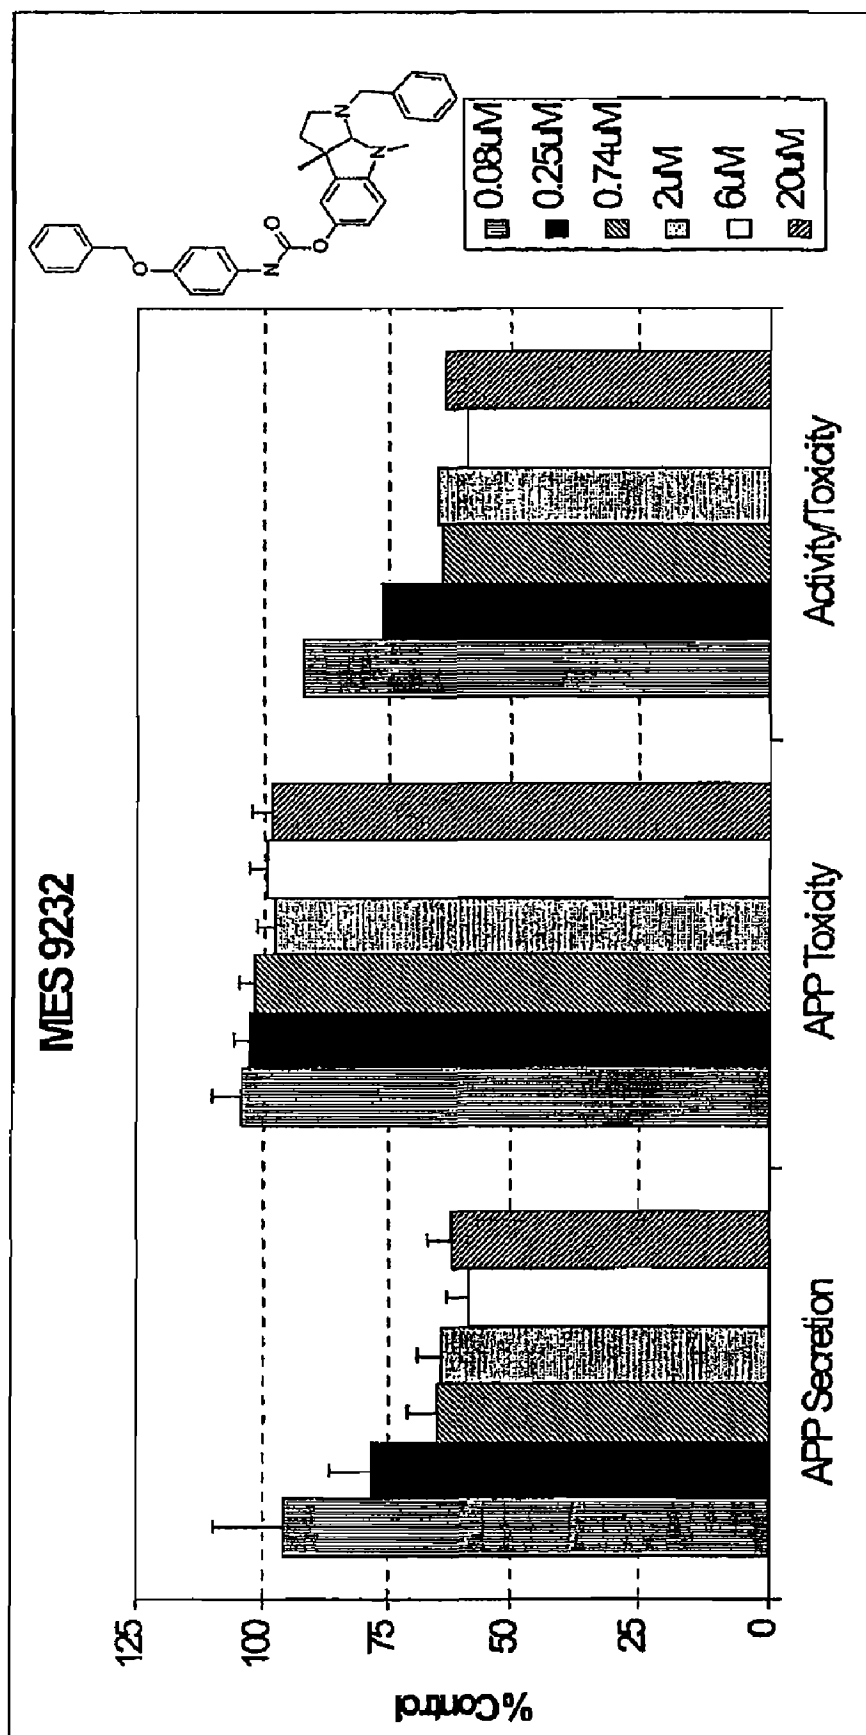 MES 9232
% Control
125
100
75
50
25
0
APP Secretion
APP Toxicity
Activity/Toxicity
0.08uM
0.25uM
0.74uM
2uM
6uM
20uM
O
N
O
O
N
N